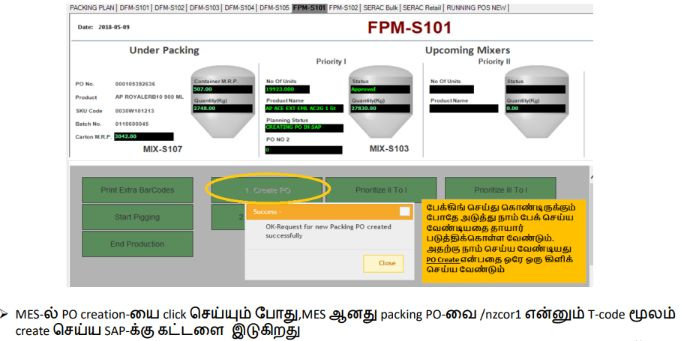 PACKING PLAN | DFM-S101 | DFM-S102 | DFM-S103 | DFM-S104 | DFM-S105 | FPM-S101 | FPM-S102 | SERAC Bulk | SERAC Retail | RUNNING POS NEW |
Date: 2018-05-09
FPM-S101
Under Packing
Upcoming Mixers
Priority I
Priority II
PO No. 000105392636
Container M.R.P.
507.00
Product AP ROYALERB10 900 ML
Quantity(Kg)
2748.00
SKU Code 0038W101213
Batch No. 0110600045
Carton M.R.P. 3042.00
MIX-S107
No Of Units
19923.000
Status
Approved
Product Name
AP ACE EXT EMB AC2G 1 lt
Quantity(Kg)
27830.00
Planning Status
CREATING PO IN SAP
PO NO 2
0
MIX-S103
No Of Units
Status
Product Name
Quantity(Kg)
0.00
Print Extra BarCodes
1. Create PO
Prioritize II To I
Prioritize III To I
Start Pigging
2
End Production
Success -
OK-Request for new Packing PO created
successfully
Close
பேக்கிங் செய்து கொண்டிருக்கும்
போதே அடுத்து நாம் பேக் செய்ய
வேண்டியதை தாயார்
படுத்திக்கொள்ள வேண்டும்.
அதற்கு நாம் செய்ய வேண்டியது
PO Create என்பதை ஒரே ஒரு கிளிக்
செய்ய வேண்டும்
➢ MES-ல் PO creation-யை click செய்யும் போது,MES ஆனது packing PO-வை /nzcor1 என்னும் T-code மூலம்
create செய்ய SAP-க்கு கட்டளை இடுகிறது